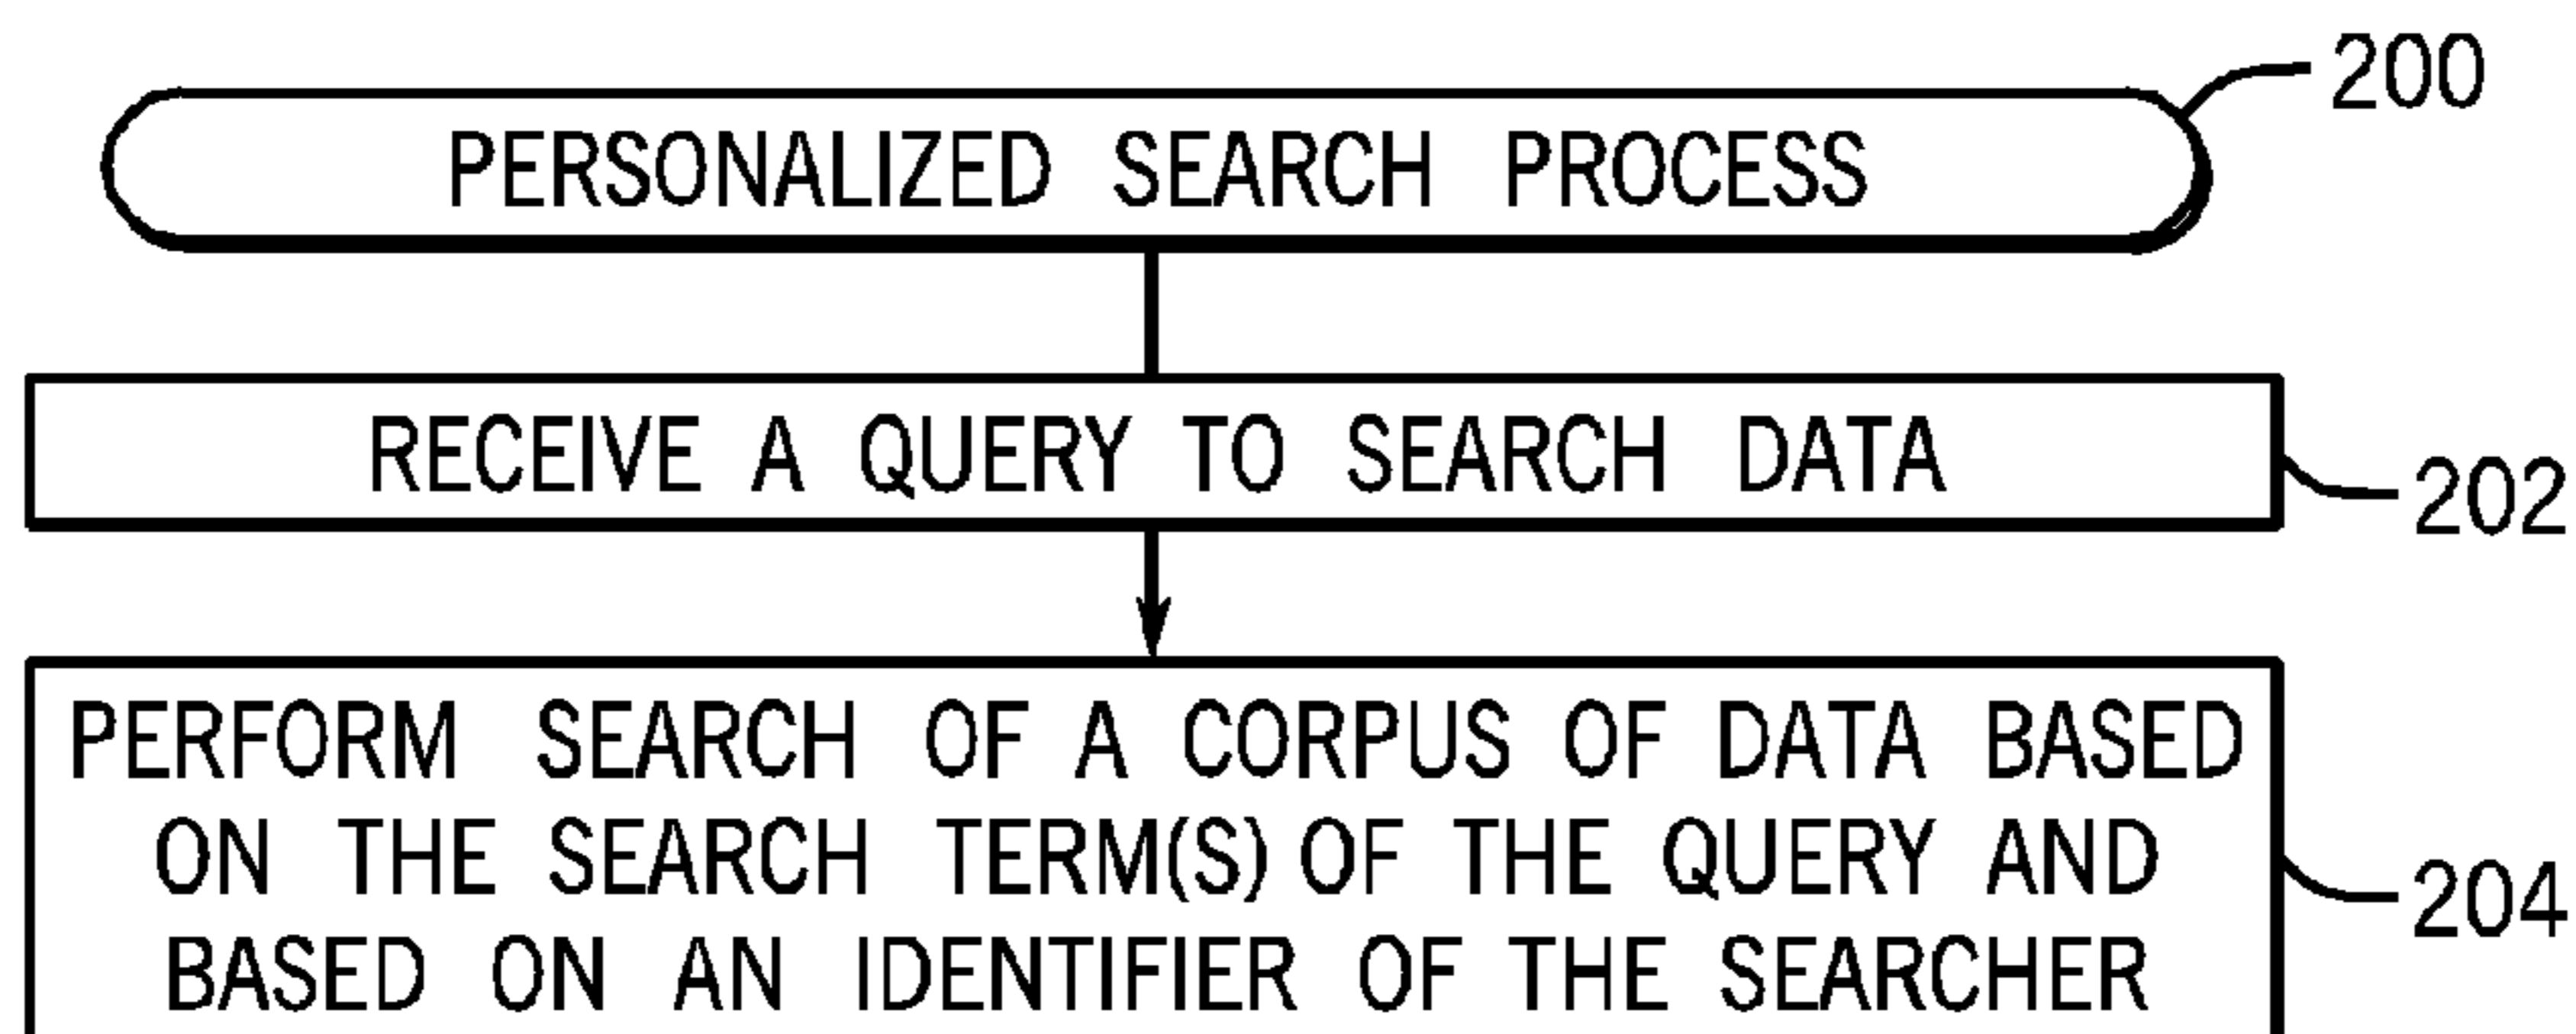 200
PERSONALIZED SEARCH PROCESS
RECEIVE A QUERY TO SEARCH DATA
202
PERFORM SEARCH OF A CORPUS OF DATA BASED
ON THE SEARCH TERM(S) OF THE QUERY AND
204
BASED ON AN IDENTIFIER OF THE SEARCHER